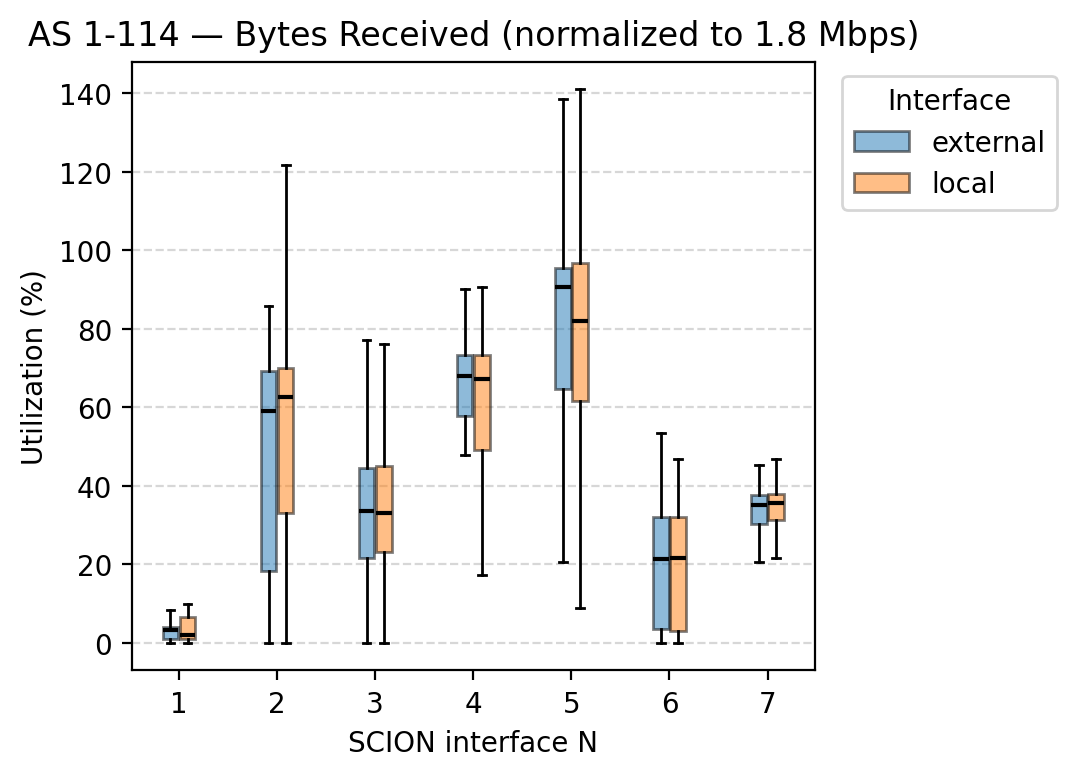 AS 1-114 — Bytes Received (normalized to 1.8 Mbps)
Utilization (%)
140
120
100
80
60
40
20
0
1 2 3 4 5 6 7
SCION interface N
Interface
external
local